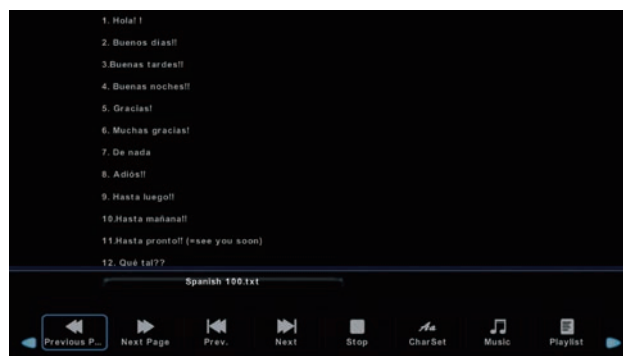 1. Hola! !
2. Buenos días!!
3.Buenas tardes!!
4. Buenas noches!!
5. Gracias!
6. Muchas gracias!
7. De nada
8. Adiós!!
9. Hasta luego!!
10.Hasta mañana!!
11.Hasta pronto!! (=see you soon)
12. Qué tal??
Spanish 100.txt
Previous P... Next Page Prev. Next Stop CharSet Music Playlist